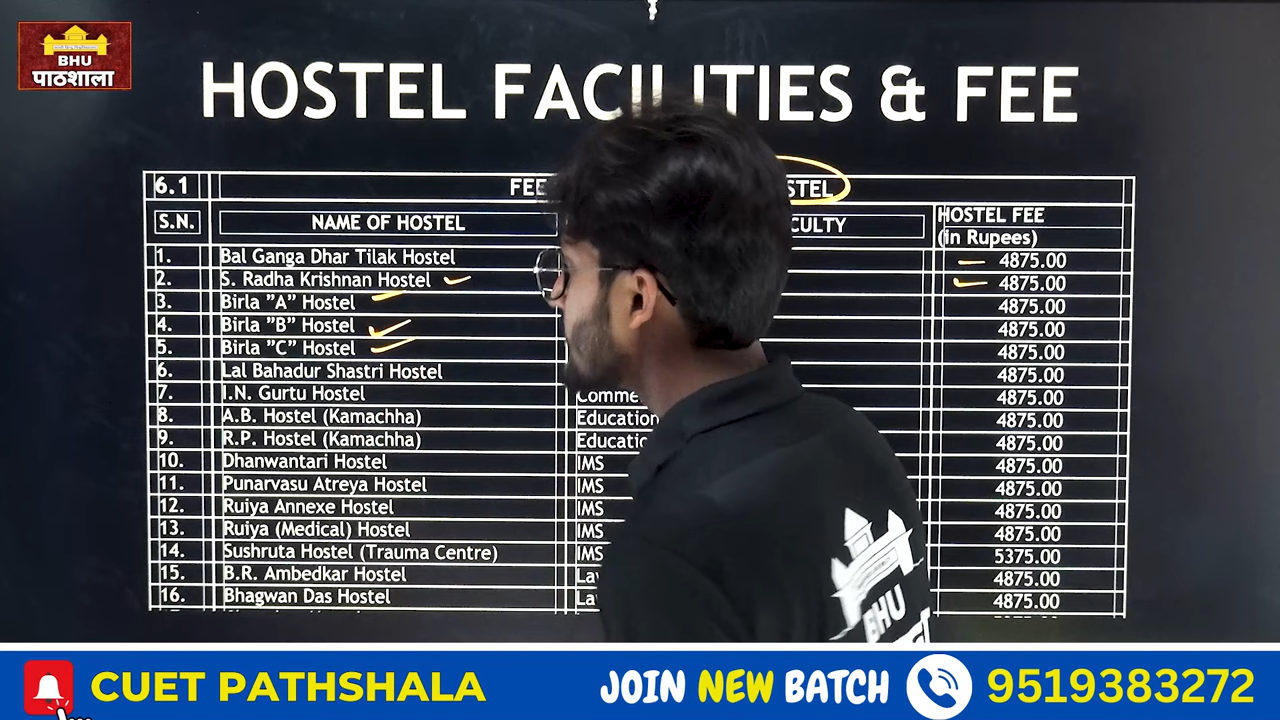 BHU
पाठशाला
HOSTEL FACILITIES & FEE
6.1 STEL
S.N. NAME OF HOSTEL HOSTEL FEE
(in Rupees)
1. Bal Ganga Dhar Tilak Hostel 4875.00
2. S. Radha Krishnan Hostel 4875.00
3. Birla "A" Hostel 4875.00
4. Birla "B" Hostel 4875.00
5. Birla "C" Hostel 4875.00
6. Lal Bahadur Shastri Hostel 4875.00
7. I.N. Gurtu Hostel Comme 4875.00
8. A.B. Hostel (Kamachha) Education 4875.00
9. R.P. Hostel (Kamachha) Educatio 4875.00
10. Dhanwantari Hostel IMS 4875.00
11. Punarvasu Atreya Hostel IMS 4875.00
12. Ruiya Annexe Hostel IMS 4875.00
13. Ruiya (Medical) Hostel IMS 4875.00
14. Sushruta Hostel (Trauma Centre) IMS 5375.00
15. B.R. Ambedkar Hostel 4875.00
16. Bhagwan Das Hostel 4875.00
BHU
CUET PATHSHALA JOIN NEW BATCH 9519383272